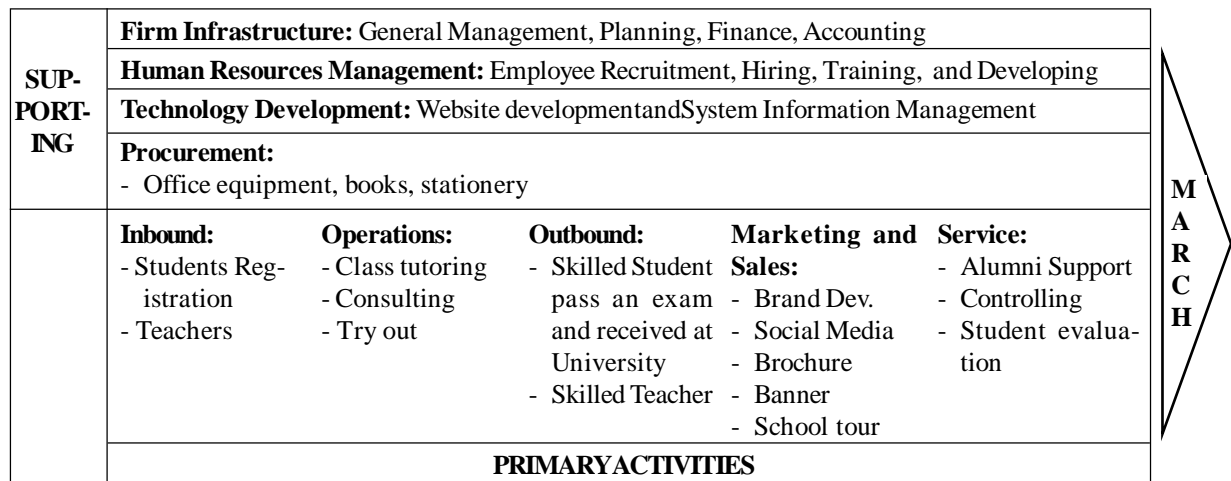 Firm Infrastructure: General Management, Planning, Finance, Accounting
SUP-
PORT-
ING
Human Resources Management: Employee Recruitment, Hiring, Training, and Developing
Technology Development: Website developmentandSystem Information Management
Procurement:
- Office equipment, books, stationery
Inbound:
- Students Reg-
istration
- Teachers
Operations:
- Class tutoring
- Consulting
- Try out
Outbound:
- Skilled Student
pass an exam
and received at
University
- Skilled Teacher
Marketing and
Sales:
- Brand Dev.
- Social Media
- Brochure
- Banner
- School tour
Service:
- Alumni Support
- Controlling
- Student evalua-
tion
PRIMARYACTIVITIES
M
A
R
C
H